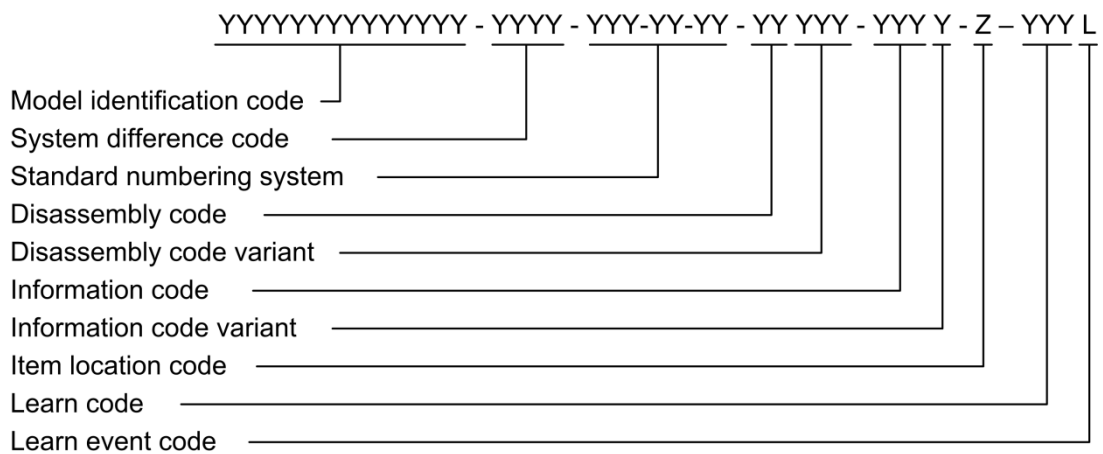 YYYYYYYYYYYYYY - YYYY - YYY-YY-YY - YY YYY - YYY Y - Z – YYY L
Model identification code
System difference code
Standard numbering system
Disassembly code
Disassembly code variant
Information code
Information code variant
Item location code
Learn code
Learn event code